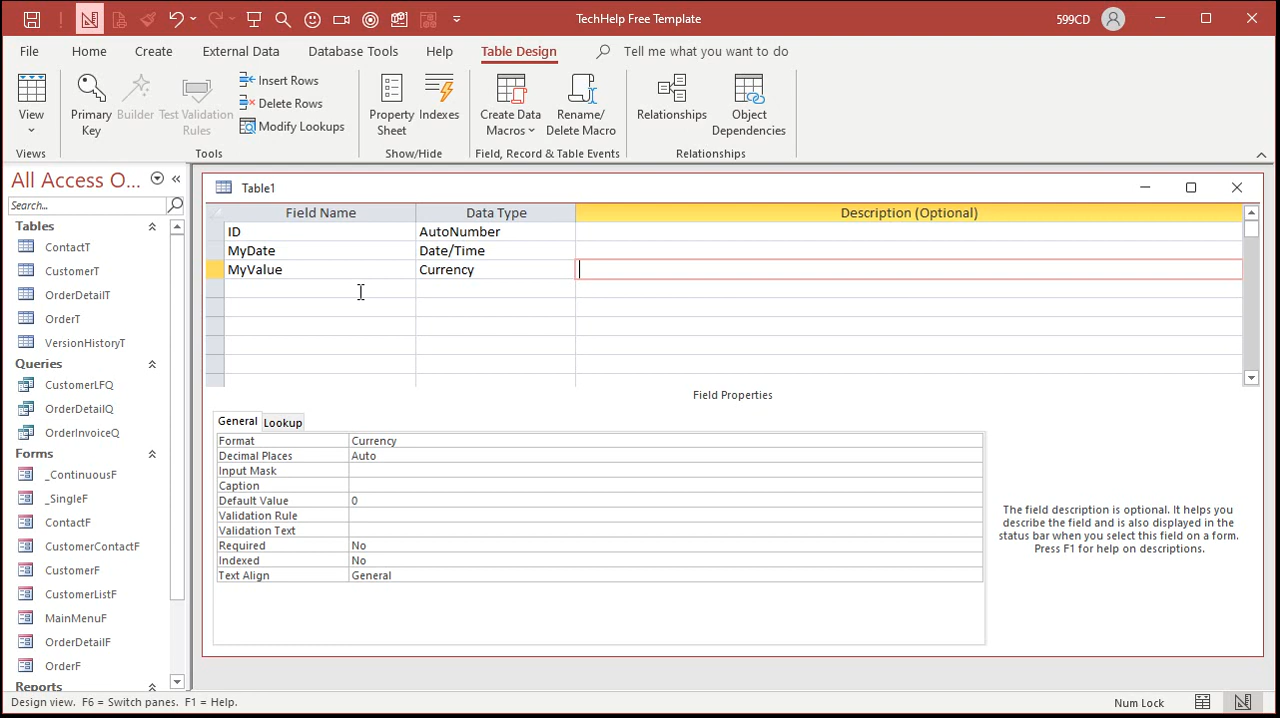 TechHelp Free Template
599CD
File
Home
Create
External Data
Database Tools
Help
Table Design
Tell me what you want to do
View
Primary Key
Builder
Test Validation Rules
Insert Rows
Delete Rows
Modify Lookups
Property Sheet
Indexes
Create Data Macros
Rename/ Delete Macro
Relationships
Object Dependencies
Views
Tools
Show/Hide
Field, Record & Table Events
Relationships
All Access O...
Search...
Tables
ContactT
CustomerT
OrderDetailT
OrderT
VersionHistoryT
Queries
CustomerLFQ
OrderDetailQ
OrderInvoiceQ
Forms
_ContinuousF
_SingleF
ContactF
CustomerContactF
CustomerF
CustomerListF
MainMenuF
OrderDetailF
OrderF
Reports
Table1
Field Name Data Type Description (Optional)
ID AutoNumber
MyDate Date/Time
MyValue Currency
Field Properties
General Lookup
Format Currency
Decimal Places Auto
Input Mask
Caption
Default Value 0
Validation Rule
Validation Text
Required No
Indexed No
Text Align General
The field description is optional. It helps you
describe the field and is also displayed in the
status bar when you select this field on a form.
Press F1 for help on descriptions.
Design view. F6 = Switch panes. F1 = Help.
Num Lock